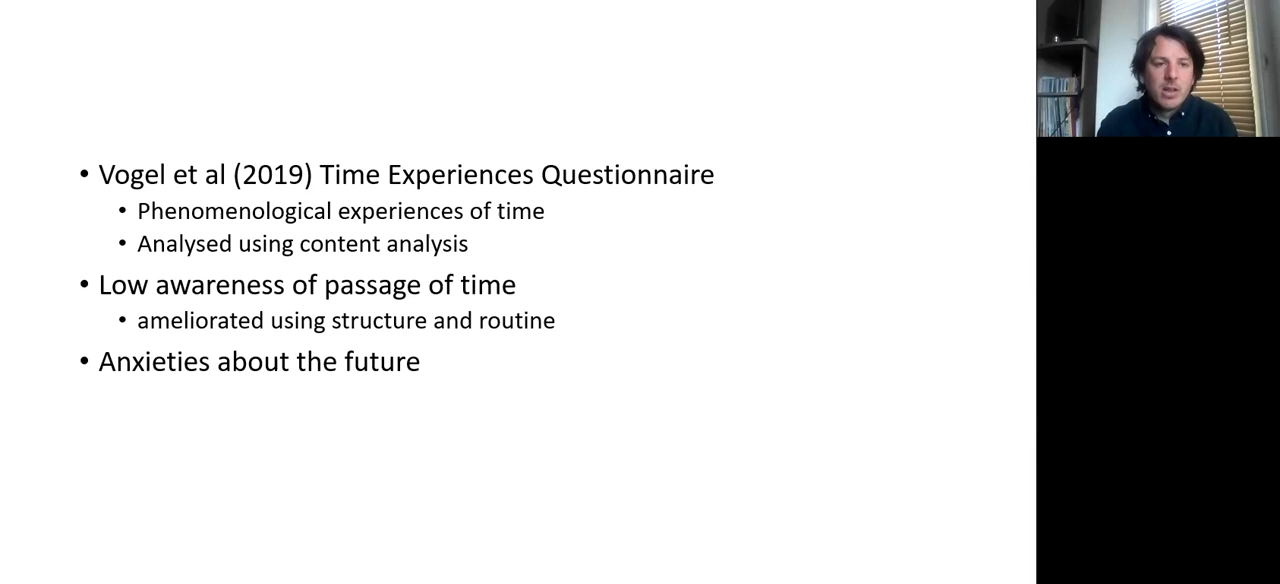 • Vogel et al (2019) Time Experiences Questionnaire
• Phenomenological experiences of time
• Analysed using content analysis
• Low awareness of passage of time
• ameliorated using structure and routine
• Anxieties about the future